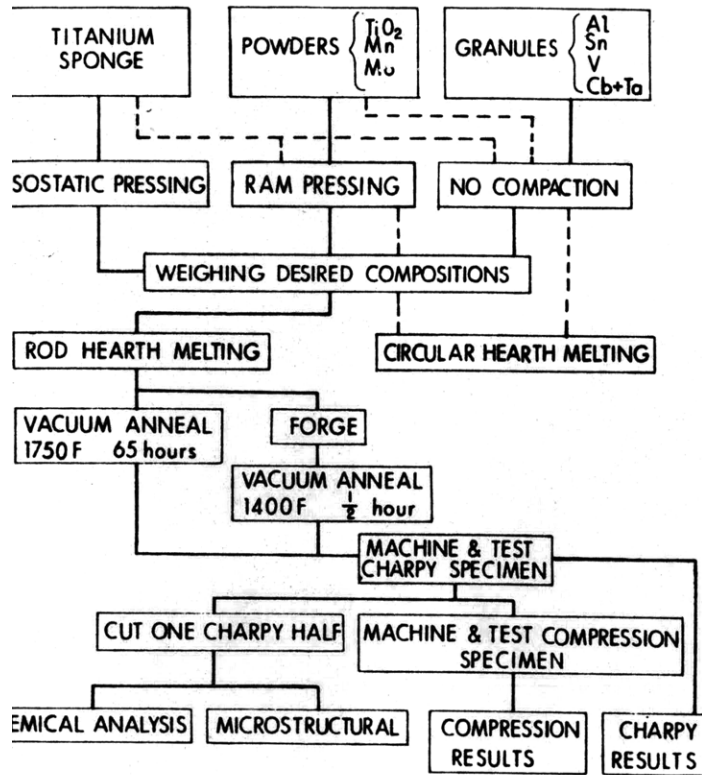 TITANIUM
SPONGE
POWDERS { TiO2
Mn
Mo
GRANULES { Al
Sn
V
Cb+Ta
SOSTATIC PRESSING
RAM PRESSING
NO COMPACTION
WEIGHING DESIRED COMPOSITIONS
ROD HEARTH MELTING
CIRCULAR HEARTH MELTING
VACUUM ANNEAL
1750F 65 hours
FORGE
VACUUM ANNEAL
1400F 1/2 hour
MACHINE & TEST
CHARPY SPECIMEN
CUT ONE CHARPY HALF
MACHINE & TEST COMPRESSION
SPECIMEN
EMICAL ANALYSIS
MICROSTRUCTURAL
COMPRESSION
RESULTS
CHARPY
RESULTS